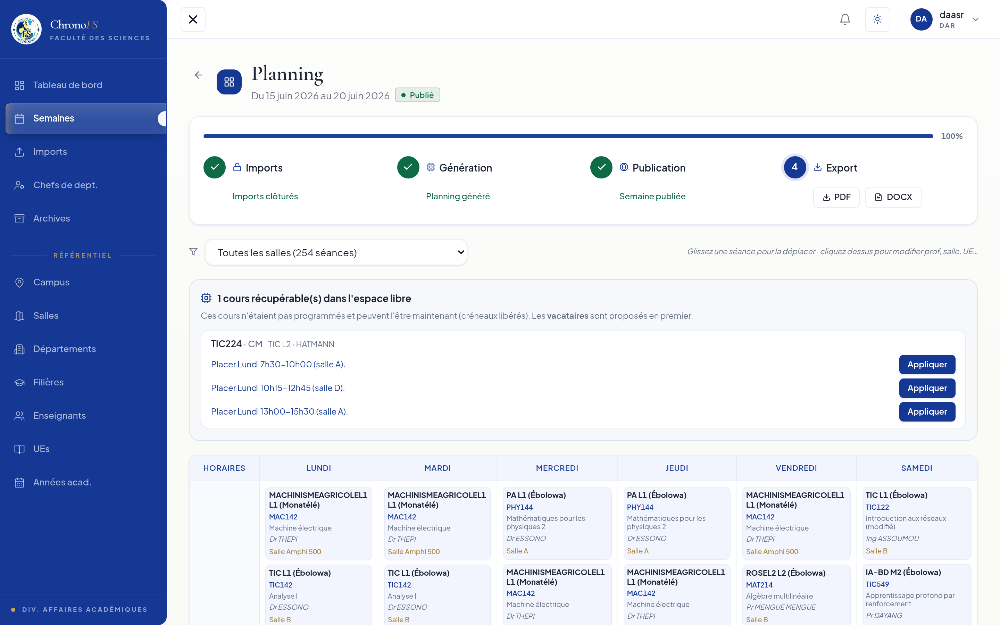 ChronoFS
FACULTÉ DES SCIENCES
Tableau de bord
Semaines
Imports
Chefs de dept.
Archives
RÉFÉRENTIEL
Campus
Salles
Départements
Filières
Enseignants
UEs
Années acad.
DIV. AFFAIRES ACADÉMIQUES
DA
daasr
DAR
Planning
Du 15 juin 2026 au 20 juin 2026
Publié
100%
Imports
Génération
Publication
4 Export
Imports clôturés
Planning généré
Semaine publiée
PDF
DOCX
Toutes les salles (254 séances)
Glissez une séance pour la déplacer · cliquez dessus pour modifier prof, salle, UE…
1 cours récupérable(s) dans l'espace libre
Ces cours n'étaient pas programmés et peuvent l'être maintenant (créneaux libérés). Les vacataires sont proposés en premier.
TIC224 · CM TIC L2 · HATMANN
Placer Lundi 7h30–10h00 (salle A).
Appliquer
Placer Lundi 10h15–12h45 (salle D).
Appliquer
Placer Lundi 13h00–15h30 (salle A).
Appliquer
HORAIRES LUNDI MARDI MERCREDI JEUDI VENDREDI SAMEDI
MACHINISMEAGRICOLEL1
L1 (Monatélé)
MAC142
Machine électrique
Dr THEPI
Salle Amphi 500
MACHINISMEAGRICOLEL1
L1 (Monatélé)
MAC142
Machine électrique
Dr THEPI
Salle Amphi 500
PA L1 (Ébolowa)
PHY144
Mathématiques pour les
physiques 2
Dr ESSONO
Salle A
PA L1 (Ébolowa)
PHY144
Mathématiques pour les
physiques 2
Dr ESSONO
Salle A
MACHINISMEAGRICOLEL1
L1 (Monatélé)
MAC142
Machine électrique
Dr THEPI
Salle Amphi 500
TIC L1 (Ébolowa)
TIC122
Introduction aux réseaux
(modifié)
Ing ASSOUMOU
Salle B
TIC L1 (Ébolowa)
TIC142
Analyse I
Dr ESSONO
Salle B
TIC L1 (Ébolowa)
TIC142
Analyse I
Dr ESSONO
Salle B
MACHINISMEAGRICOLEL1
L1 (Monatélé)
MAC142
Machine électrique
Dr THEPI
MACHINISMEAGRICOLEL1
L1 (Monatélé)
MAC142
Machine électrique
Dr THEPI
ROSEL2 L2 (Ébolowa)
MAT214
Algèbre multilinéaire
Pr MENGUE MENGUE
Salle B
IA-BD M2 (Ébolowa)
TIC549
Apprentissage profond par
renforcement
Pr DAYANG